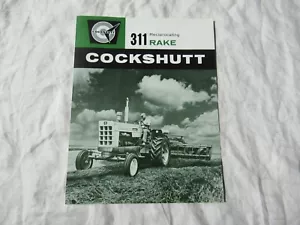 311 Reciprocating
RAKE
COCKSHUTT